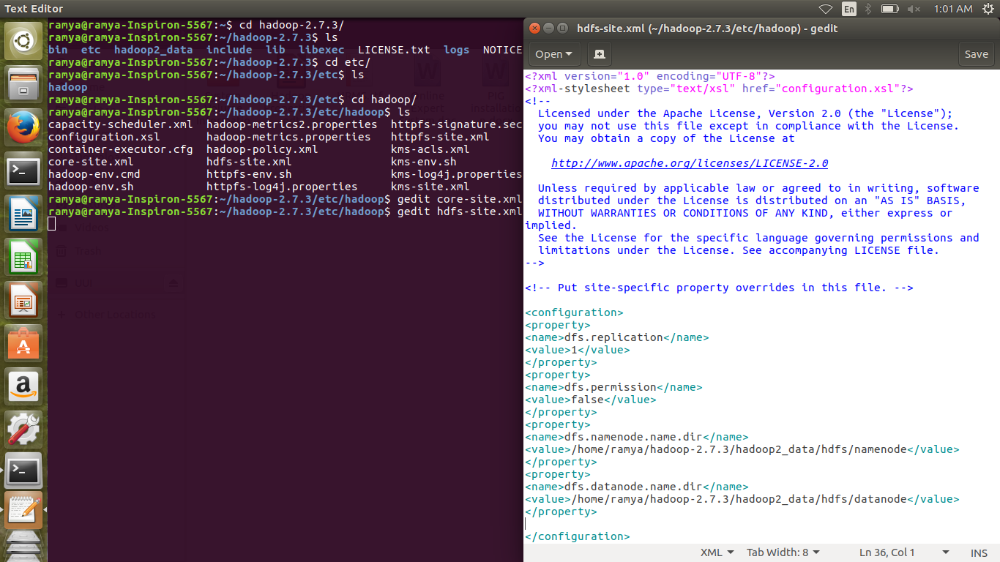 Text Editor
En
1:01 AM
ramya@ramya-Inspiron-5567:~$ cd hadoop-2.7.3/
ramya@ramya-Inspiron-5567:~/hadoop-2.7.3$ ls
bin  etc  hadoop2_data  include  lib  libexec  LICENSE.txt  logs  NOTICE
ramya@ramya-Inspiron-5567:~/hadoop-2.7.3$ cd etc/
ramya@ramya-Inspiron-5567:~/hadoop-2.7.3/etc$ ls
hadoop
ramya@ramya-Inspiron-5567:~/hadoop-2.7.3/etc$ cd hadoop/
ramya@ramya-Inspiron-5567:~/hadoop-2.7.3/etc/hadoop$ ls
capacity-scheduler.xml  hadoop-metrics2.properties  httpfs-signature.sec
configuration.xsl  hadoop-metrics.properties  httpfs-site.xml
container-executor.cfg  hadoop-policy.xml  kms-acls.xml
core-site.xml  hdfs-site.xml  kms-env.sh
hadoop-env.cmd  httpfs-env.sh  kms-log4j.properties
hadoop-env.sh  httpfs-log4j.properties  kms-site.xml
ramya@ramya-Inspiron-5567:~/hadoop-2.7.3/etc/hadoop$ gedit core-site.xml
ramya@ramya-Inspiron-5567:~/hadoop-2.7.3/etc/hadoop$ gedit hdfs-site.xml
Videos
Trash
UUI
+ Other Locations
hdfs-site.xml (~/hadoop-2.7.3/etc/hadoop) - gedit
Open
Save
<?xml version="1.0" encoding="UTF-8"?>
<?xml-stylesheet type="text/xsl" href="configuration.xsl"?>
<!--
  Licensed under the Apache License, Version 2.0 (the "License");
  you may not use this file except in compliance with the License.
  You may obtain a copy of the License at
    http://www.apache.org/licenses/LICENSE-2.0
  Unless required by applicable law or agreed to in writing, software
  distributed under the License is distributed on an "AS IS" BASIS,
  WITHOUT WARRANTIES OR CONDITIONS OF ANY KIND, either express or
implied.
  See the License for the specific language governing permissions and
  limitations under the License. See accompanying LICENSE file.
-->
<!-- Put site-specific property overrides in this file. -->
<configuration>
<property>
<name>dfs.replication</name>
<value>1</value>
</property>
<property>
<name>dfs.permission</name>
<value>false</value>
</property>
<property>
<name>dfs.namenode.name.dir</name>
<value>/home/ramya/hadoop-2.7.3/hadoop2_data/hdfs/namenode</value>
</property>
<property>
<name>dfs.datanode.name.dir</name>
<value>/home/ramya/hadoop-2.7.3/hadoop2_data/hdfs/datanode</value>
</property>
</configuration>
XML  Tab Width: 8  Ln 36, Col 1  INS